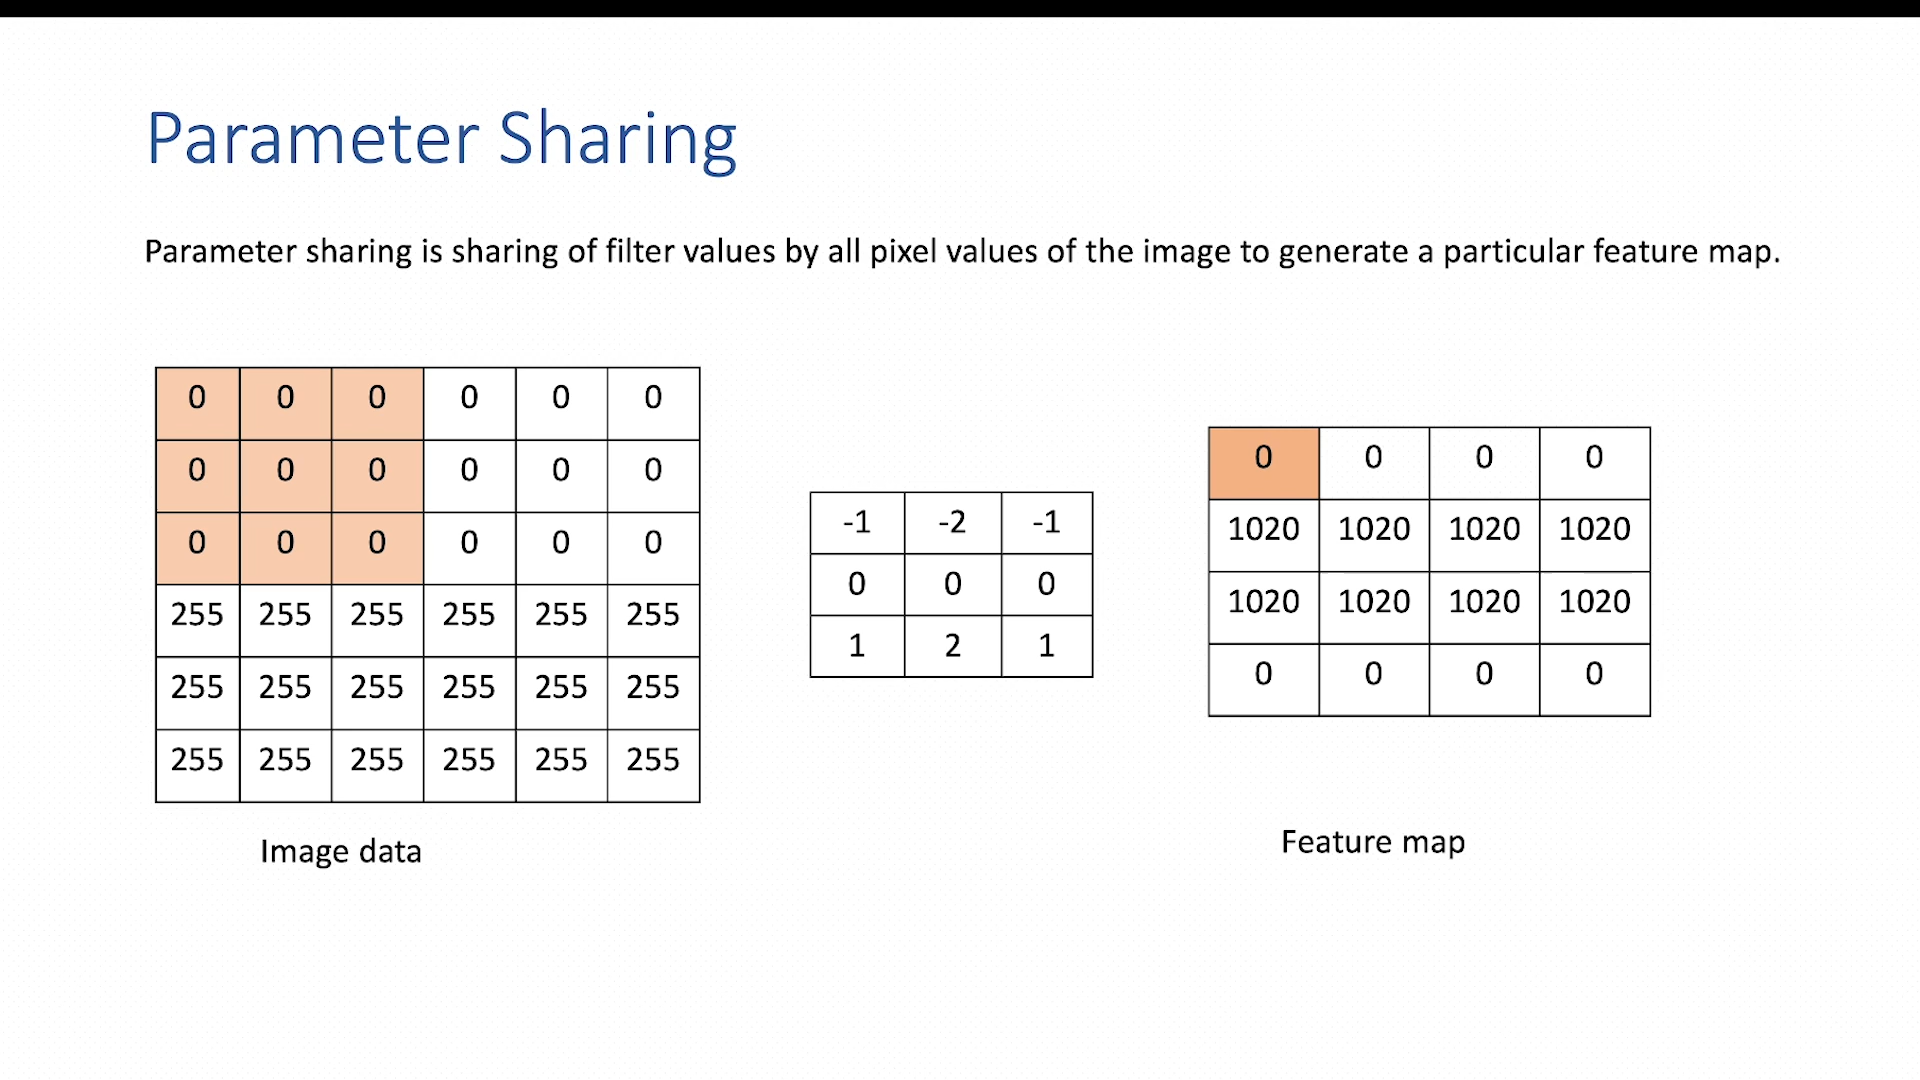 Parameter Sharing
Parameter sharing is sharing of filter values by all pixel values of the image to generate a particular feature map.
0 0 0 0 0 0
0 0 0 0 0 0
0 0 0 0 0 0
255 255 255 255 255 255
255 255 255 255 255 255
255 255 255 255 255 255
Image data
-1 -2 -1
0 0 0
1 2 1
0 0 0 0
1020 1020 1020 1020
1020 1020 1020 1020
0 0 0 0
Feature map